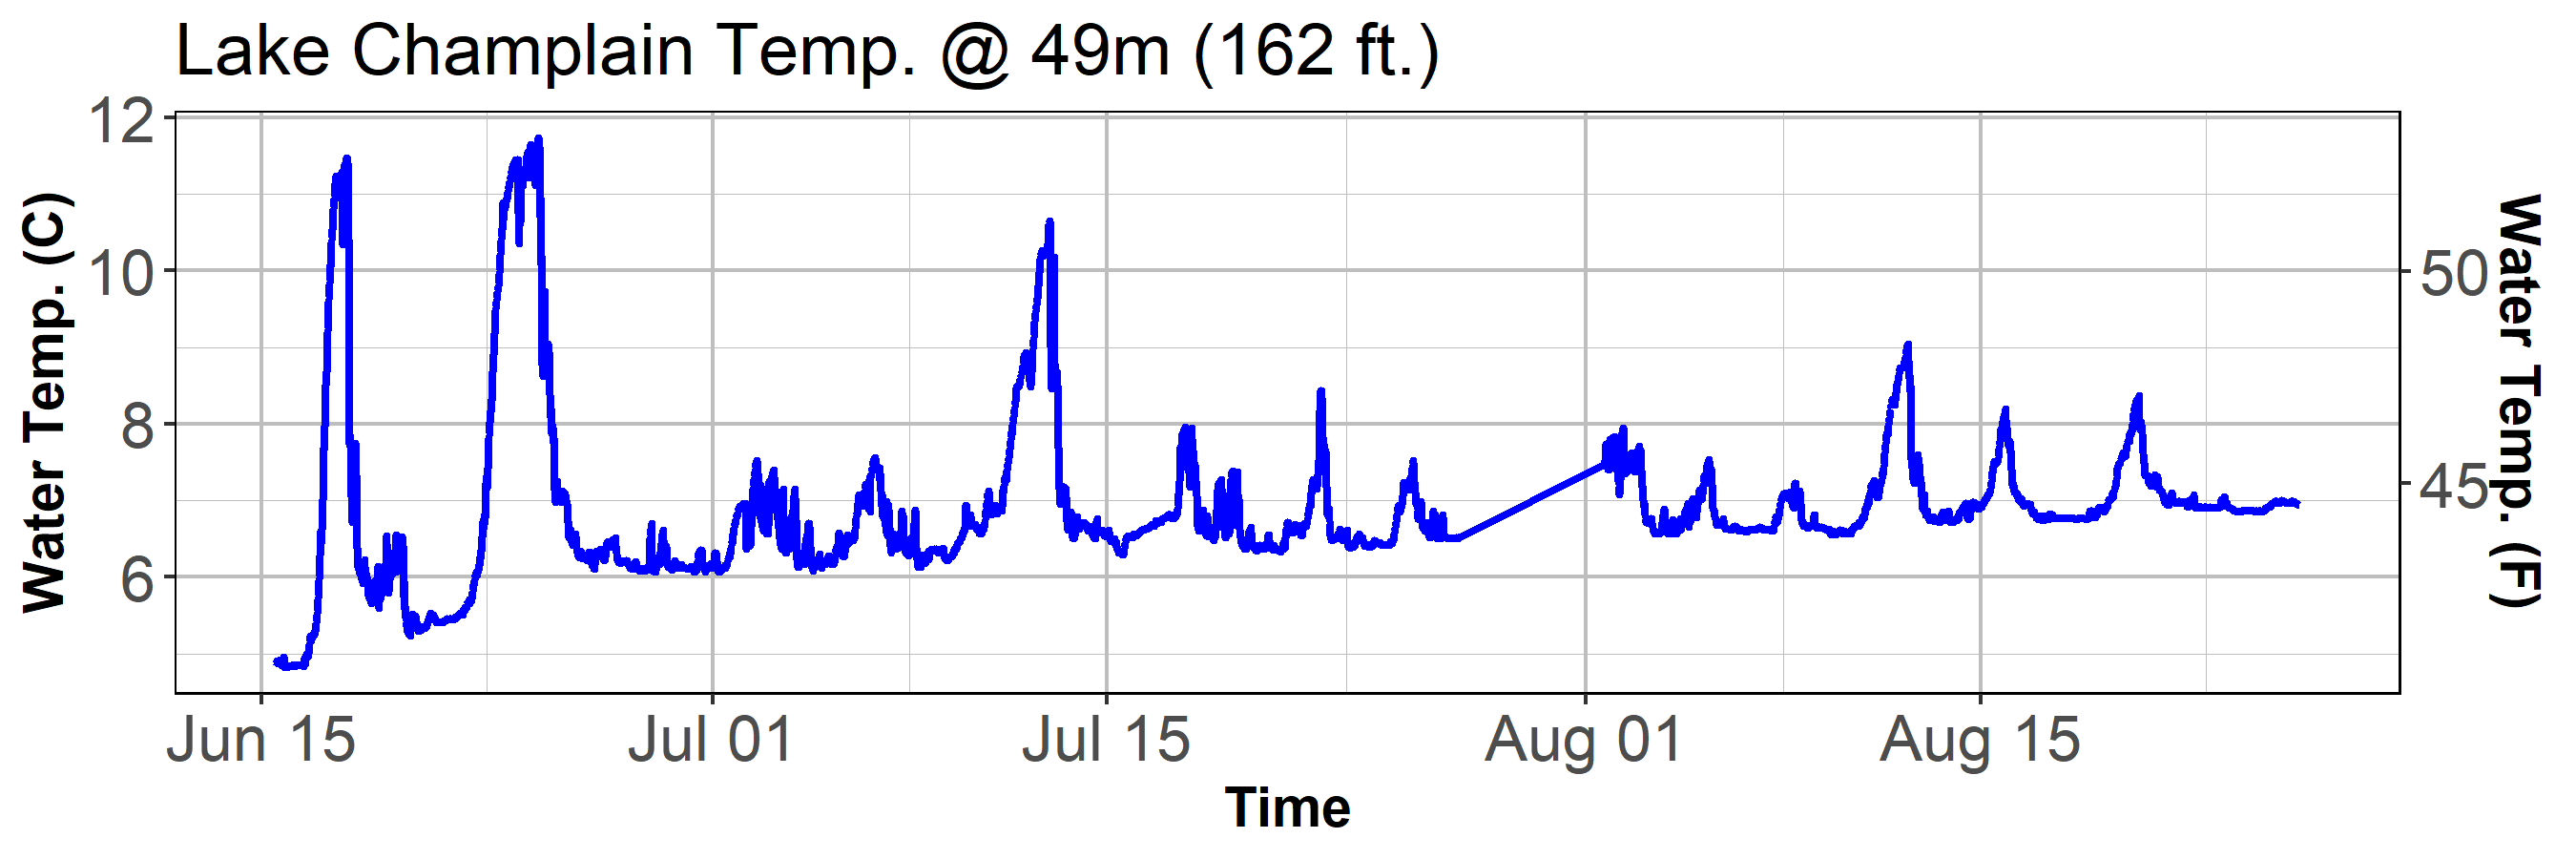 Lake Champlain Temp. @ 49m (162 ft.)
Water Temp. (C)
12
10
8
6
50
45
Water Temp. (F)
Jun 15 Jul 01 Jul 15 Aug 01 Aug 15
Time